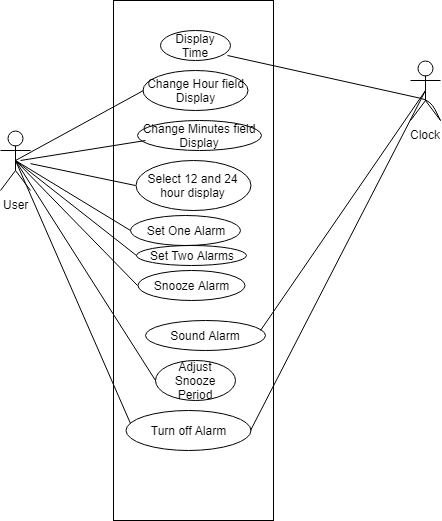 Display
Time
Change Hour field
Display
Clock
Change Minutes field
Display
Select 12 and 24
hour display
User
Set One Alarm
Set Two Alarms
Snooze Alarm
Sound Alarm
Adjust
Snooze
Period
Turn off Alarm